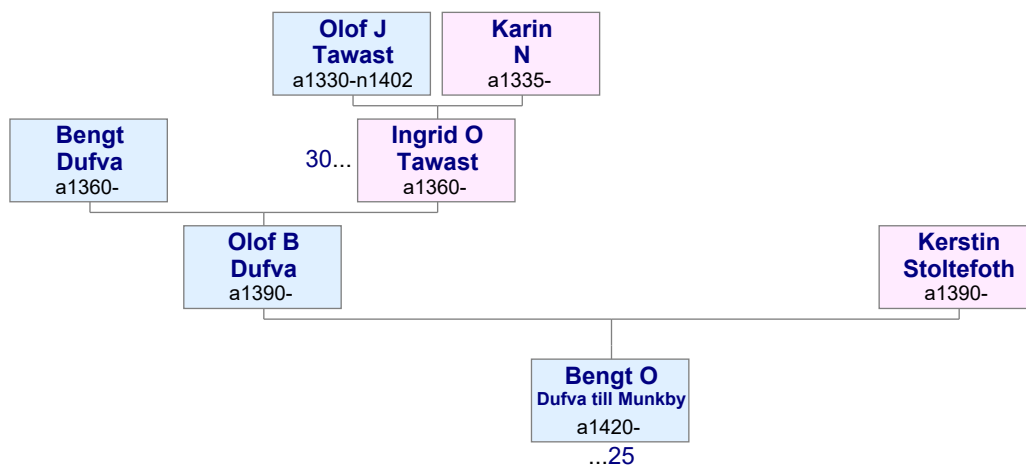 Olof J
Tawast
a1330-n1402
Karin
N
a1335-
Bengt
Dufva
a1360-
30...
Ingrid O
Tawast
a1360-
Olof B
Dufva
a1390-
Kerstin
Stoltefoth
a1390-
Bengt O
Dufva till Munkby
a1420-
...25